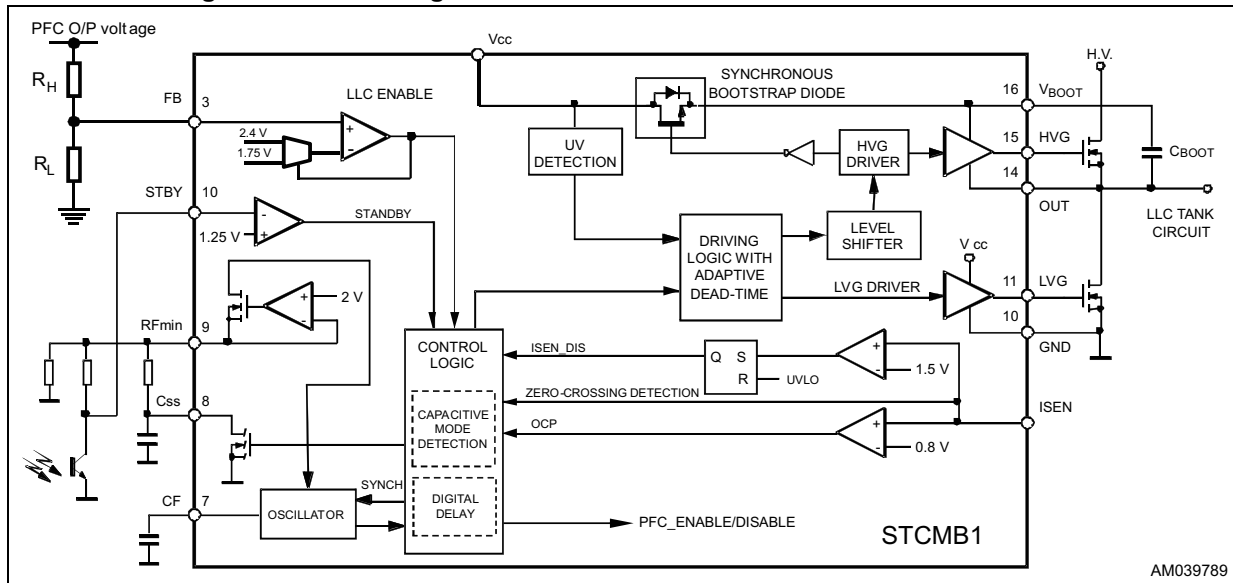 PFC O/P voltage
RH
FB
3
RL
STBY
10
LLC ENABLE
2.4 V
1.75 V
+
-
-
+
1.25 V
STANDBY
2 V
+
-
RFmin
9
Css
8
CF
7
OSCILLATOR
SYNCH
CONTROL
LOGIC
CAPACITIVE
MODE
DETECTION
DIGITAL
DELAY
PFC_ENABLE/DISABLE
Vcc
UV
DETECTION
SYNCHRONOUS
BOOTSTRAP DIODE
HVG
DRIVER
LEVEL
SHIFTER
DRIVING
LOGIC WITH
ADAPTIVE
DEAD-TIME
LVG DRIVER
V cc
ISEN_DIS
Q
S
R
UVLO
+
-
1.5 V
ZERO-CROSSING DETECTION
OCP
+
-
0.8 V
16
VBOOT
15
HVG
14
OUT
11
LVG
10
GND
ISEN
H.V.
CBOOT
LLC TANK
CIRCUIT
STCMB1
AM039789